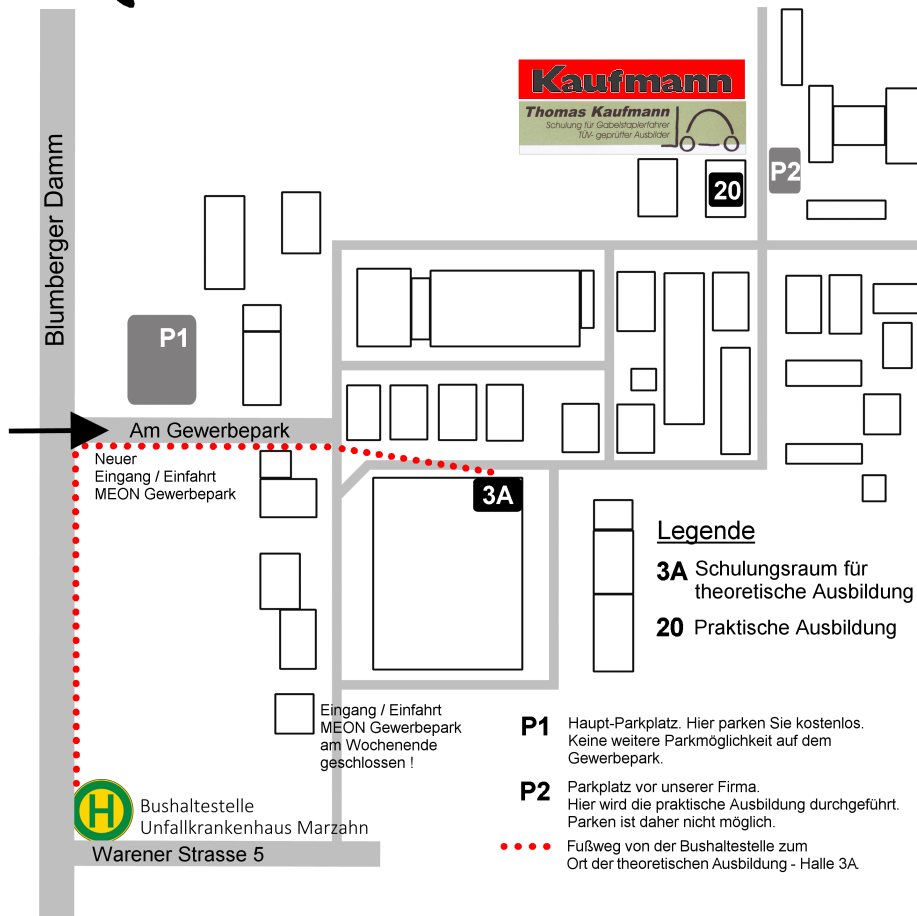 Kaufmann
Thomas Kaufmann
Schulung für Gabelstaplerfahrer
TÜV- geprüfter Ausbilder
P2
20
Blumberger Damm
P1
Am Gewerbepark
Neuer
Eingang / Einfahrt
MEON Gewerbepark
3A
Legende
3A Schulungsraum für
theoretische Ausbildung
20 Praktische Ausbildung
Eingang / Einfahrt
MEON Gewerbepark
am Wochenende
geschlossen !
P1 Haupt-Parkplatz. Hier parken Sie kostenlos.
Keine weitere Parkmöglichkeit auf dem
Gewerbepark.
P2 Parkplatz vor unserer Firma.
Hier wird die praktische Ausbildung durchgeführt.
Parken ist daher nicht möglich.
Fußweg von der Bushaltestelle zum
Ort der theoretischen Ausbildung - Halle 3A.
H
Bushaltestelle
Unfallkrankenhaus Marzahn
Warener Strasse 5